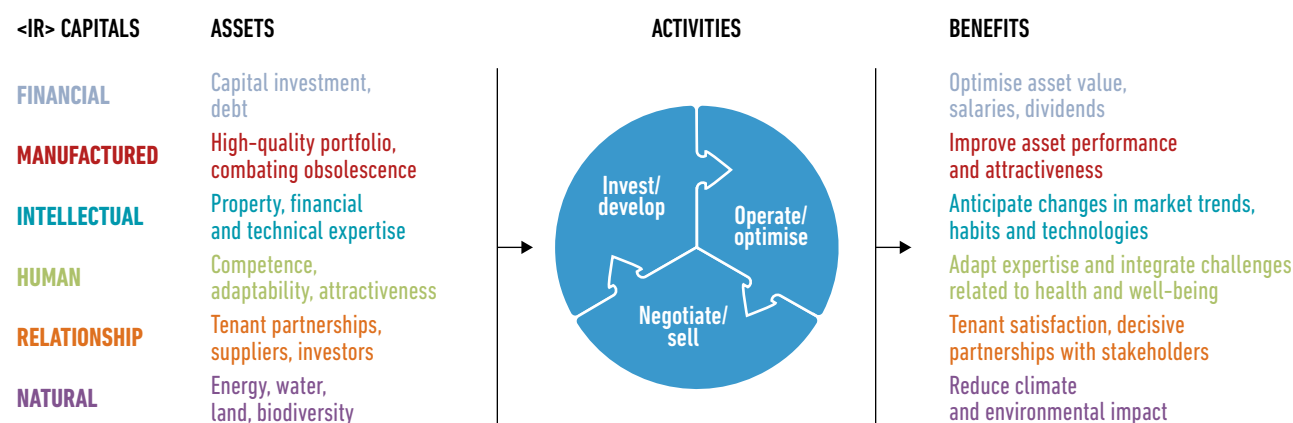 <IR> CAPITALS ASSETS ACTIVITIES BENEFITS
FINANCIAL
Capital investment,
debt
Optimise asset value,
salaries, dividends
MANUFACTURED
High-quality portfolio,
combating obsolescence
Improve asset performance
and attractiveness
INTELLECTUAL
Property, financial
and technical expertise
Anticipate changes in market trends,
habits and technologies
HUMAN
Competence,
adaptability, attractiveness
Adapt expertise and integrate challenges
related to health and well-being
RELATIONSHIP
Tenant partnerships,
suppliers, investors
Tenant satisfaction, decisive
partnerships with stakeholders
NATURAL
Energy, water,
land, biodiversity
Reduce climate
and environmental impact
Invest/
develop
Operate/
optimise
Negotiate/
sell